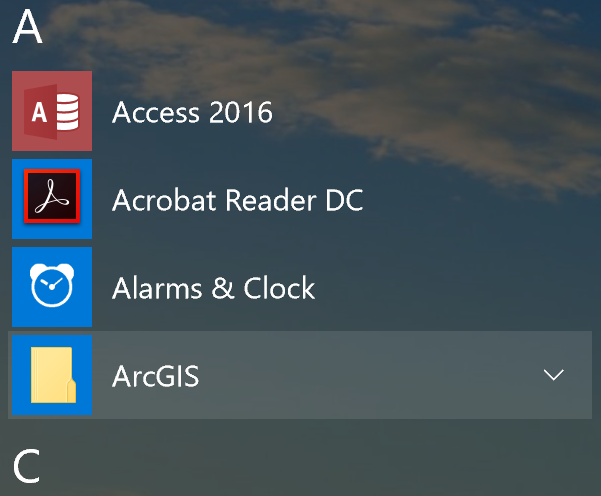 A
A Access 2016
Acrobat Reader DC
Alarms & Clock
ArcGIS
C